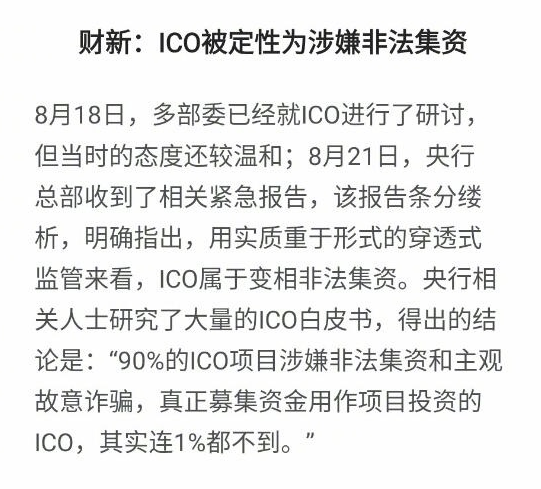 财新：ICO被定性为涉嫌非法集资
8月18日，多部委已经就ICO进行了研讨，
但当时的态度还较温和；8月21日，央行
总部收到了相关紧急报告，该报告条分缕
析，明确指出，用实质重于形式的穿透式
监管来看，ICO属于变相非法集资。央行相
关人士研究了大量的ICO白皮书，得出的结
论是：“90%的ICO项目涉嫌非法集资和主观
故意诈骗，真正募集资金用作项目投资的
ICO，其实连1%都不到。”